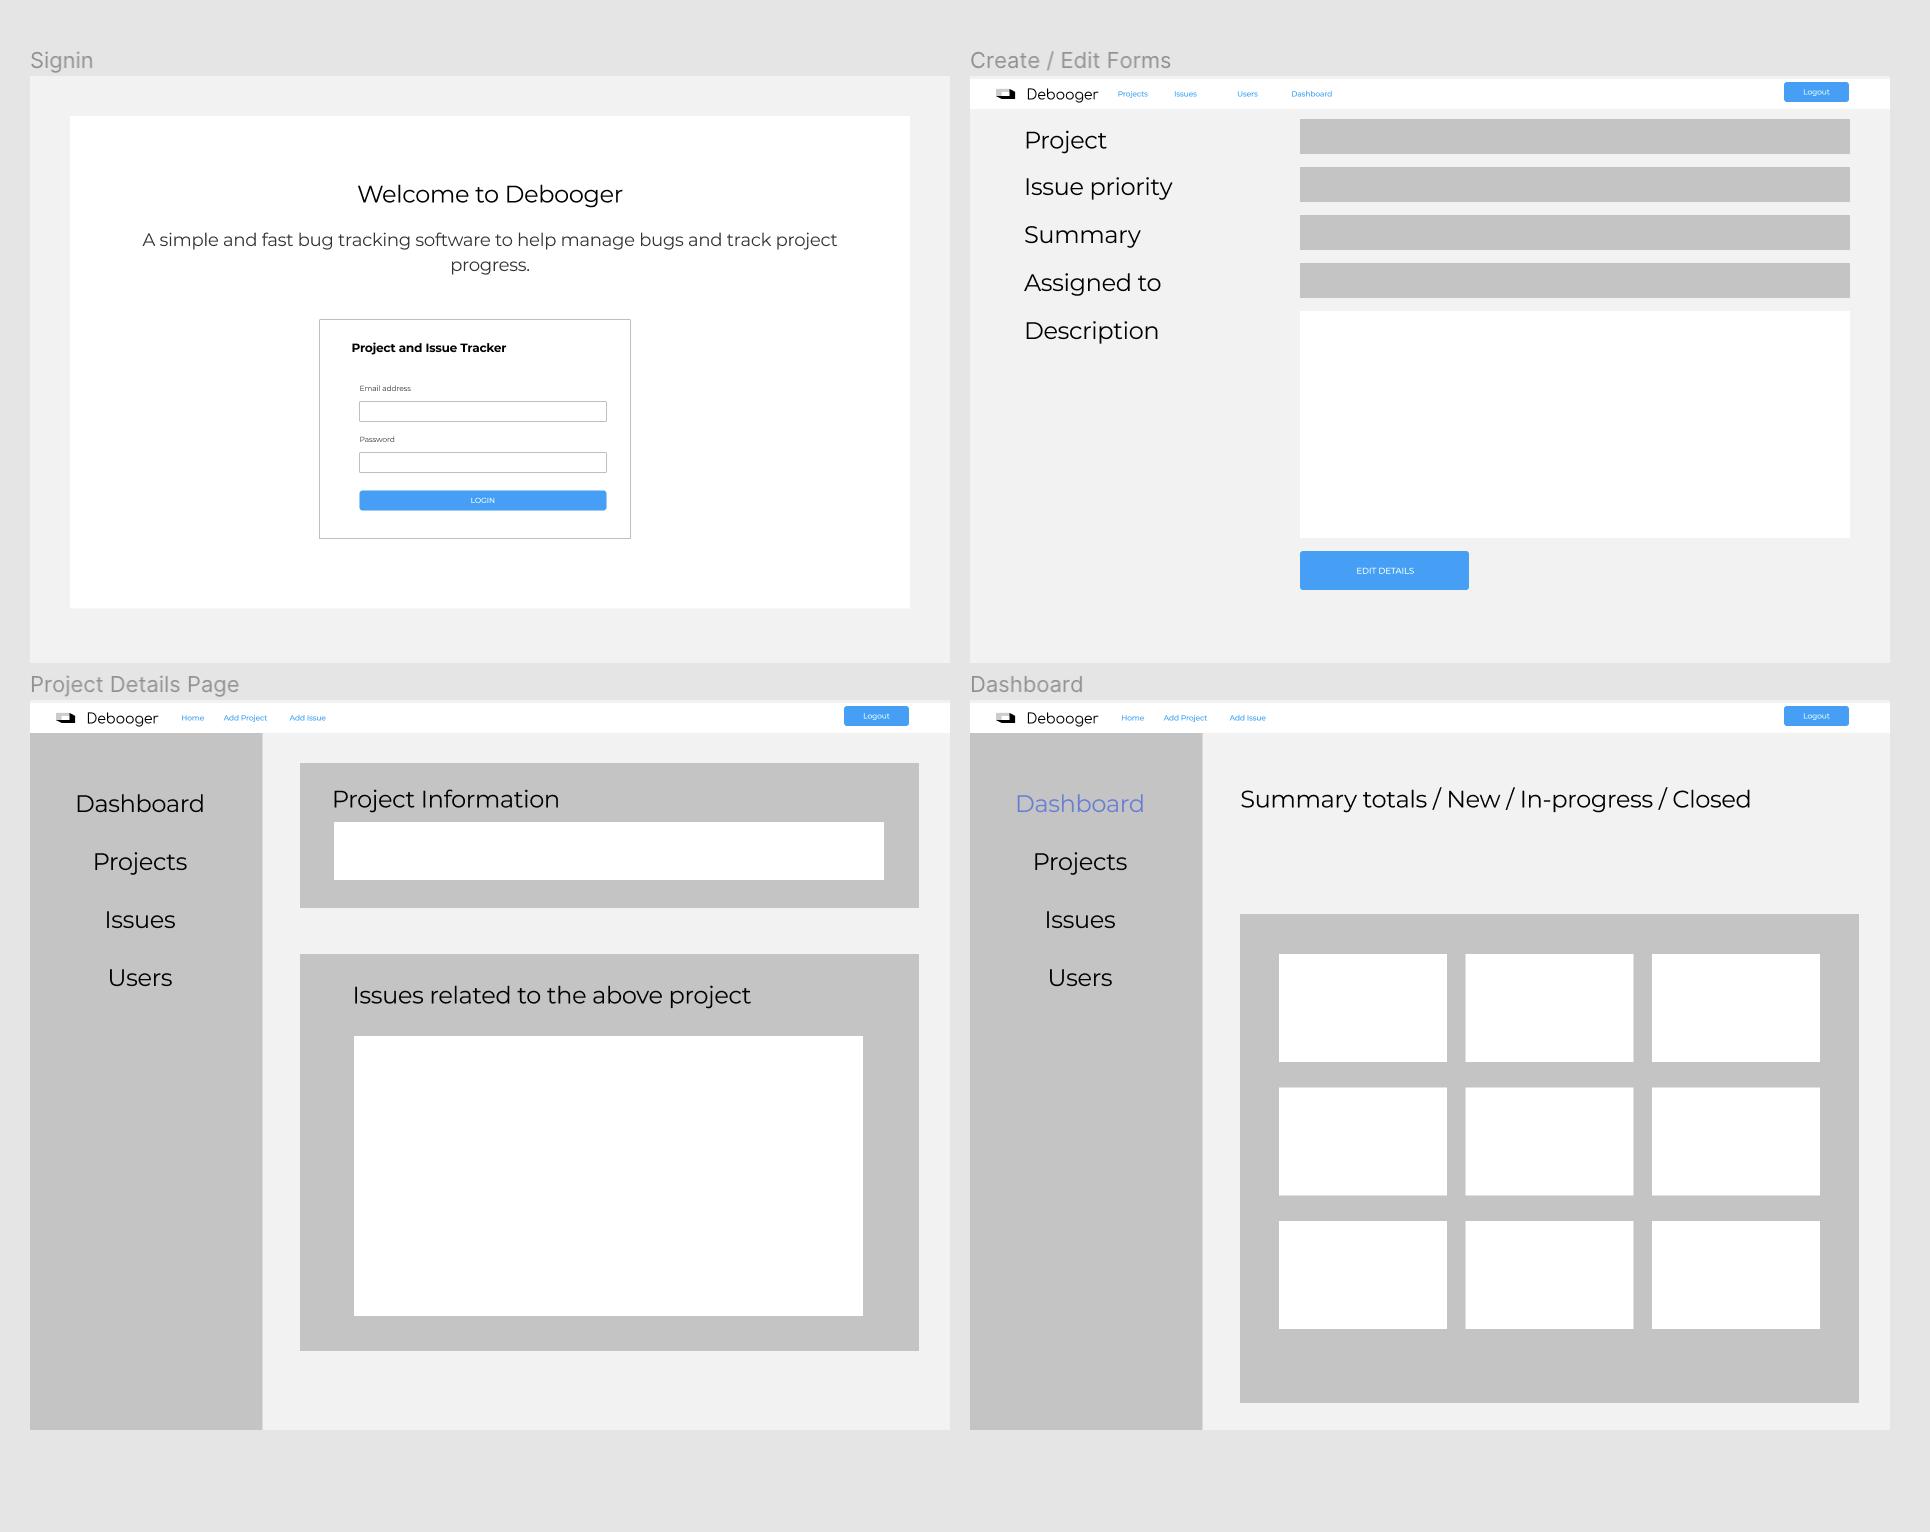 Signin
Welcome to Debooger
A simple and fast bug tracking software to help manage bugs and track project
progress.
Project and Issue Tracker
Email address
Password
LOGIN
Create / Edit Forms
Debooger Projects Issues Users Dashboard Logout
Project
Issue priority
Summary
Assigned to
Description
EDIT DETAILS
Project Details Page
Debooger Home Add Project Add Issue Logout
Dashboard
Projects
Issues
Users
Project Information
Issues related to the above project
Dashboard
Debooger Home Add Project Add Issue Logout
Dashboard
Projects
Issues
Users
Summary totals / New / In-progress / Closed